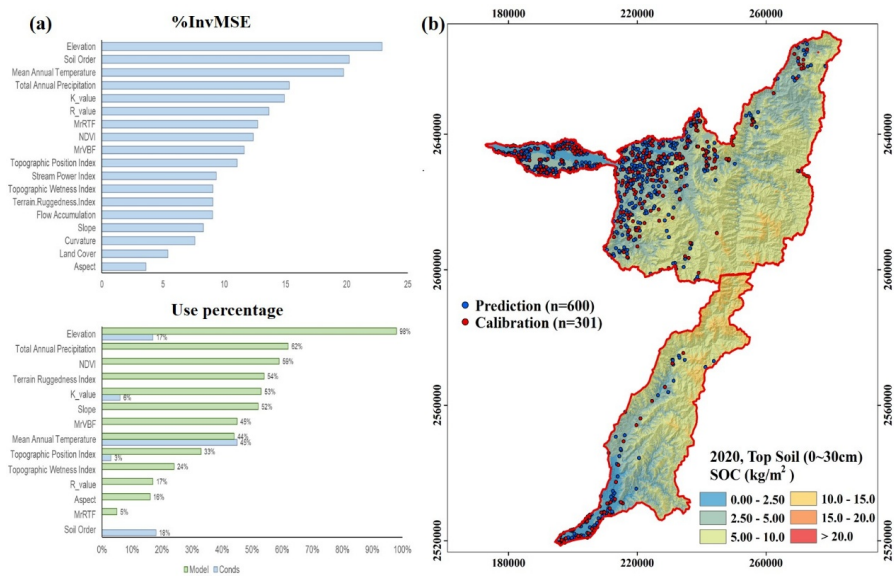 (a)
%InvMSE
Elevation
Soil Order
Mean Annual Temperature
Total Annual Precipitation
K_value
R_value
MrRTF
NDVI
MrVBF
Topographic Position Index
Stream Power Index
Topographic Wetness Index
Terrain.Ruggedness.Index
Flow Accumulation
Slope
Curvature
Land Cover
Aspect
0 5 10 15 20 25
Use percentage
Elevation 98% 17%
Total Annual Precipitation 62%
NDVI 59%
Terrain Ruggedness Index 54%
K_value 53% 6%
Slope 52%
MrVBF 45%
Mean Annual Temperature 44% 45%
Topographic Position Index 33% 3%
Topographic Wetness Index 24%
R_value 17%
Aspect 16%
MrRTF 5%
Soil Order 18%
0% 10% 20% 30% 40% 50% 60% 70% 80% 90% 100%
Model Conds
(b)
180000 220000 260000
2640000 2640000
2600000 2600000
2560000 2560000
2520000 2520000
Prediction (n=600)
Calibration (n=301)
2020, Top Soil (0~30cm)
SOC (kg/m²)
0.00 - 2.50 10.0 - 15.0
2.50 - 5.00 15.0 - 20.0
5.00 - 10.0 > 20.0
180000 220000 260000